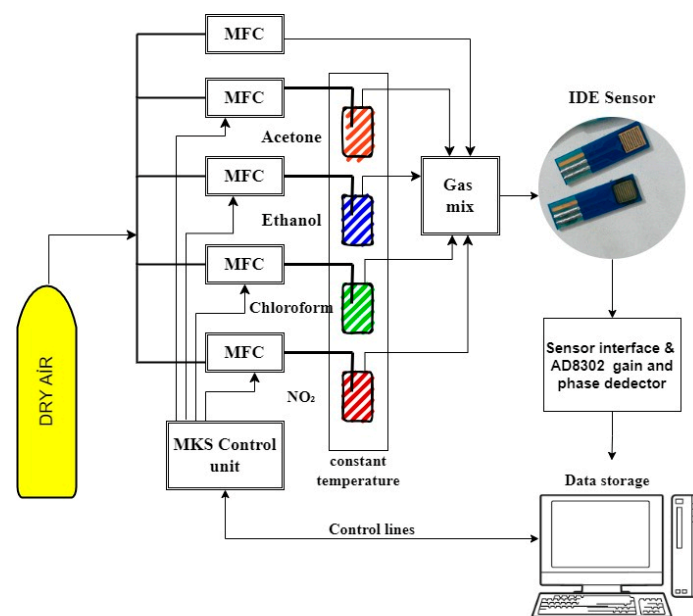 MFC
MFC
IDE Sensor
Acetone
MFC
Gas
mix
Ethanol
MFC
Chloroform
MFC
DRY AİR
NO₂
Sensor interface &
AD8302 gain and
phase dedector
MKS Control
unit
constant
temperature
Data storage
Control lines